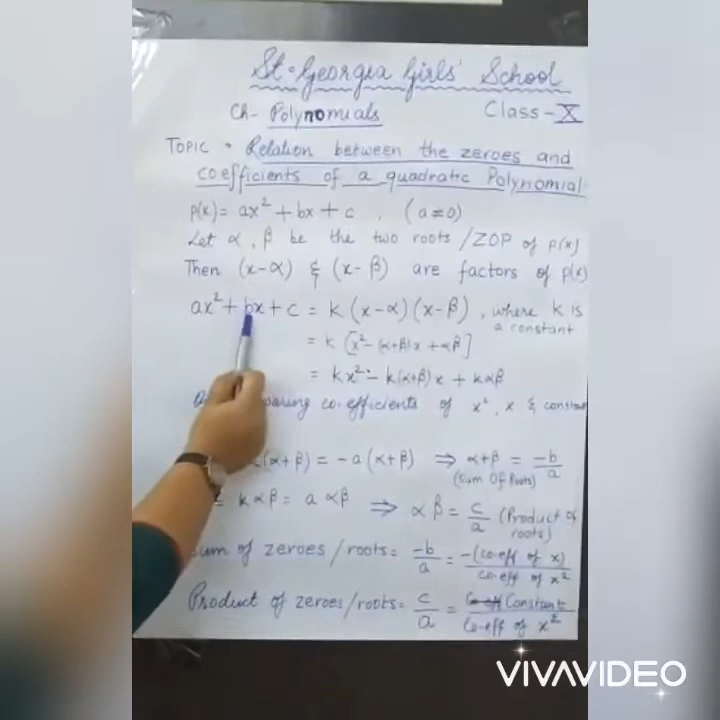 St. Georgia Girls' School
Ch- Polynomials Class - X
TOPIC - Relation between the zeroes and
coefficients of a quadratic Polynomial
p(x) = ax² + bx + c , (a ≠ 0)
Let α, β be the two roots /ZOP of p(x)
Then (x-α) & (x-β) are factors of p(x)
ax² + bx + c = k (x-α) (x-β) , where k is
a constant
= k [x² - (α+β)x + αβ]
= kx² - k(α+β)x + kαβ
co-efficients of x², x & constant
(α+β) = -a (α+β) ⇒ α+β = -b/a
(Sum Of Roots)
= kαβ = a αβ ⇒ αβ = c/a (Product of
roots)
Sum of zeroes/roots = -b/a = -(co-eff of x)/co-eff of x²
Product of zeroes/roots = c/a = Constant/Co-eff of x²
VIVAVIDEO